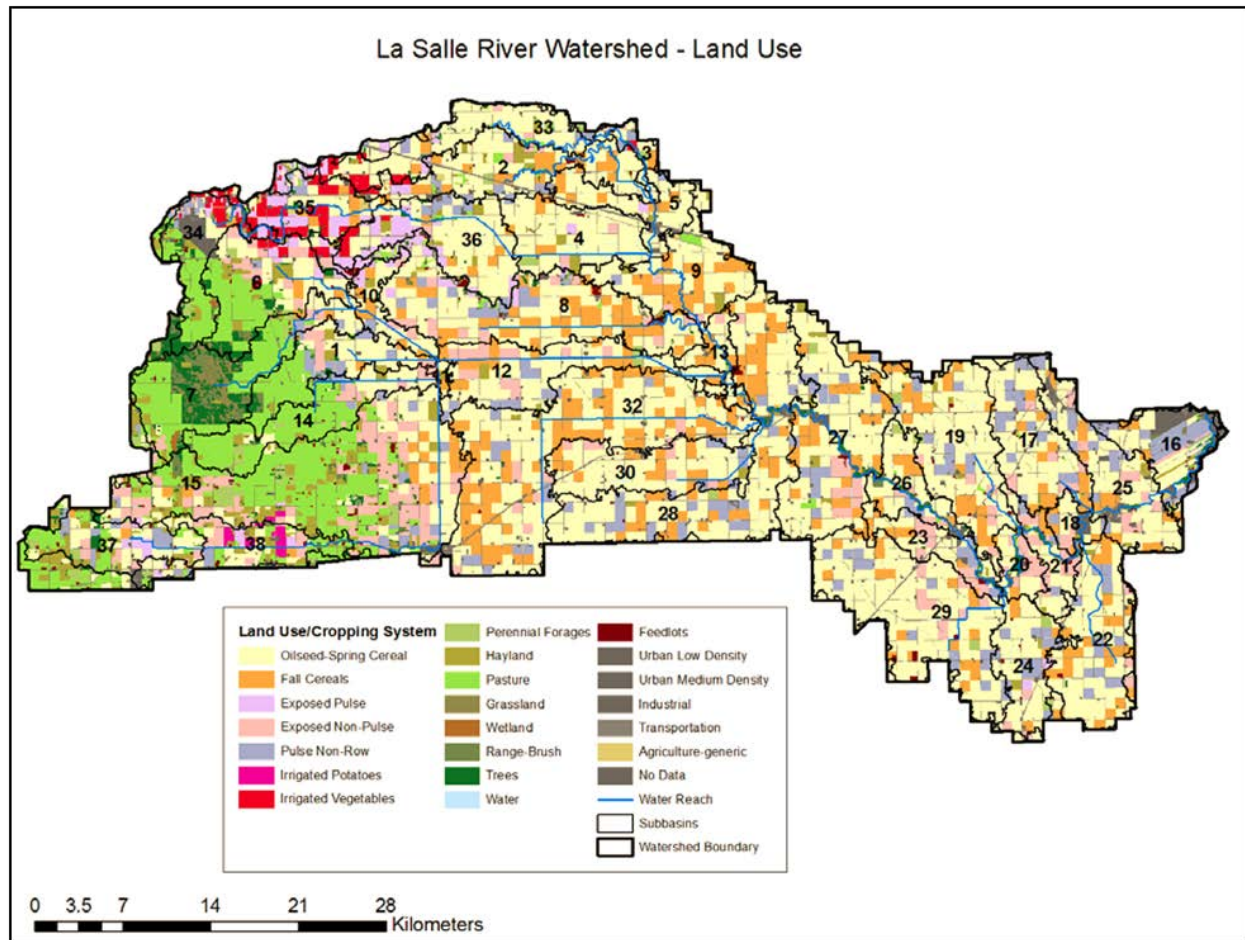 La Salle River Watershed - Land Use
33
3
2
5
35
34
36
4
9
6
10
8
13
12
11
31
7
32
14
27
19
17
16
30
15
26
25
28
18
37
38
23
20
21
29
22
24
Land Use/Cropping System
Oilseed-Spring Cereal
Fall Cereals
Exposed Pulse
Exposed Non-Pulse
Pulse Non-Row
Irrigated Potatoes
Irrigated Vegetables
Perennial Forages
Hayland
Pasture
Grassland
Wetland
Range-Brush
Trees
Water
Feedlots
Urban Low Density
Urban Medium Density
Industrial
Transportation
Agriculture-generic
No Data
Water Reach
Subbasins
Watershed Boundary
0 3.5 7 14 21 28
Kilometers